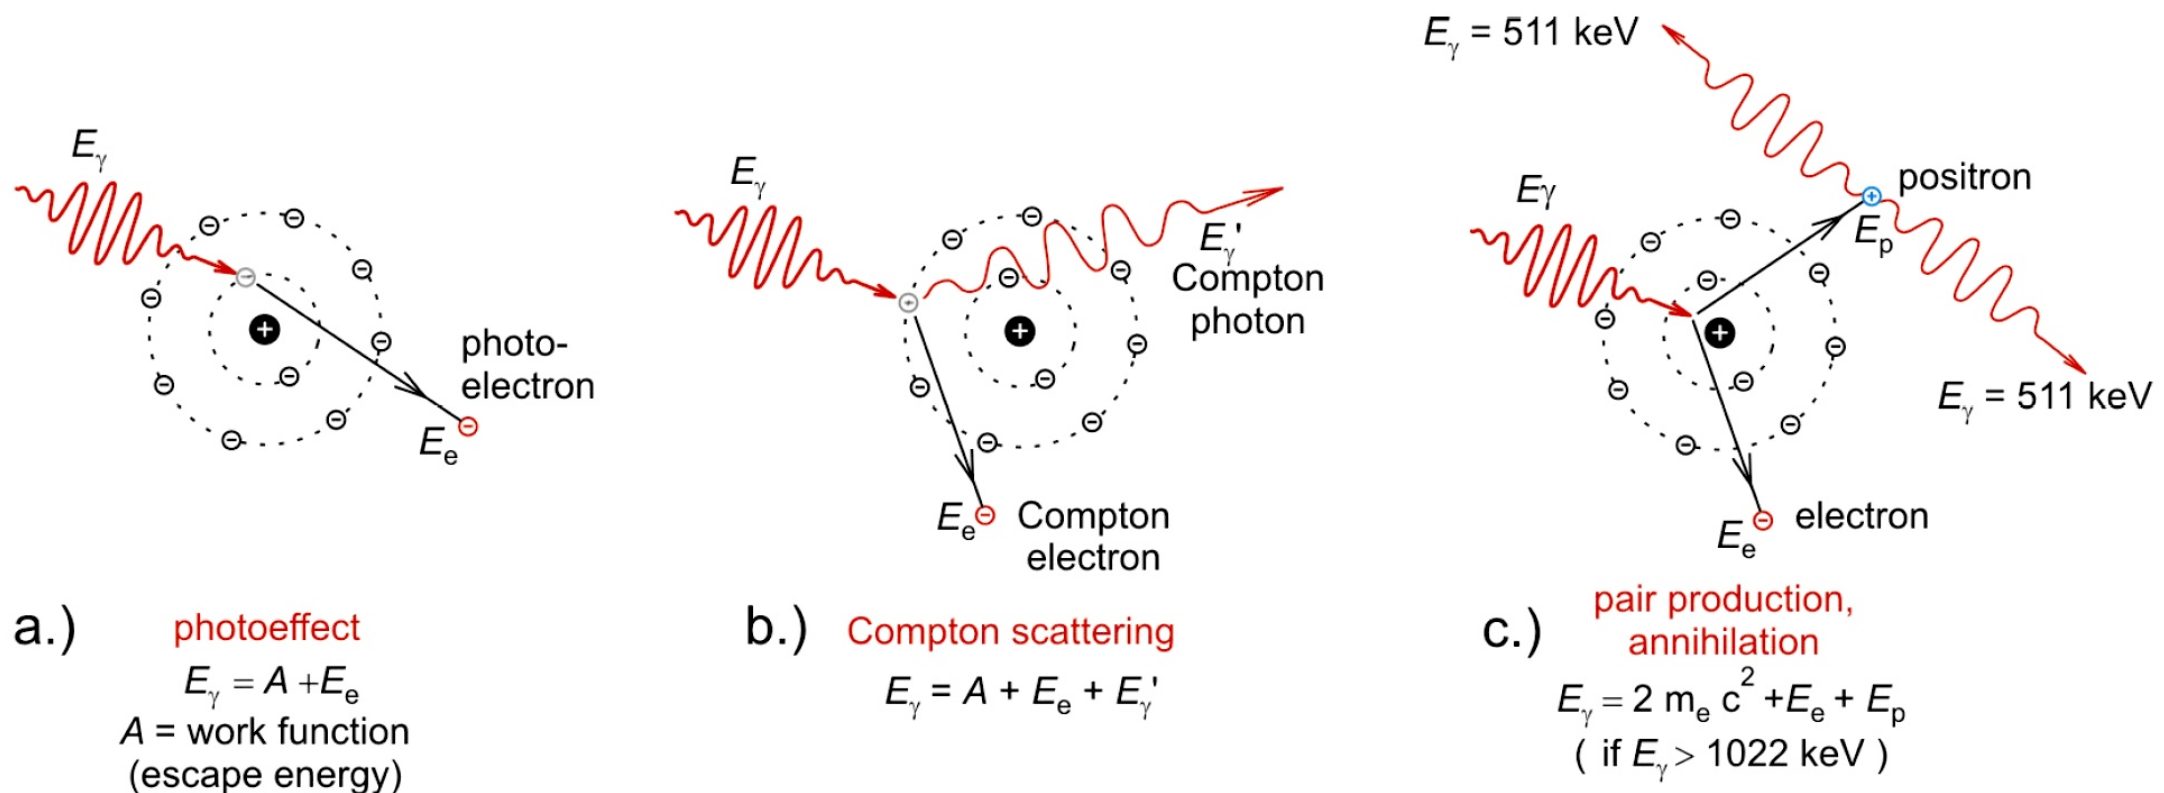 Eγ
photo-
electron
Ee
a.) photoeffect
Eγ = A +Ee
A = work function
(escape energy)
Eγ
Eγ'
Compton
photon
Ee Compton
electron
b.) Compton scattering
Eγ = A + Ee + Eγ'
Eγ = 511 keV
positron
Eγ
Ep
Eγ = 511 keV
electron
Ee
c.) pair production,
annihilation
Eγ = 2 me c² +Ee + Ep
( if Eγ > 1022 keV )